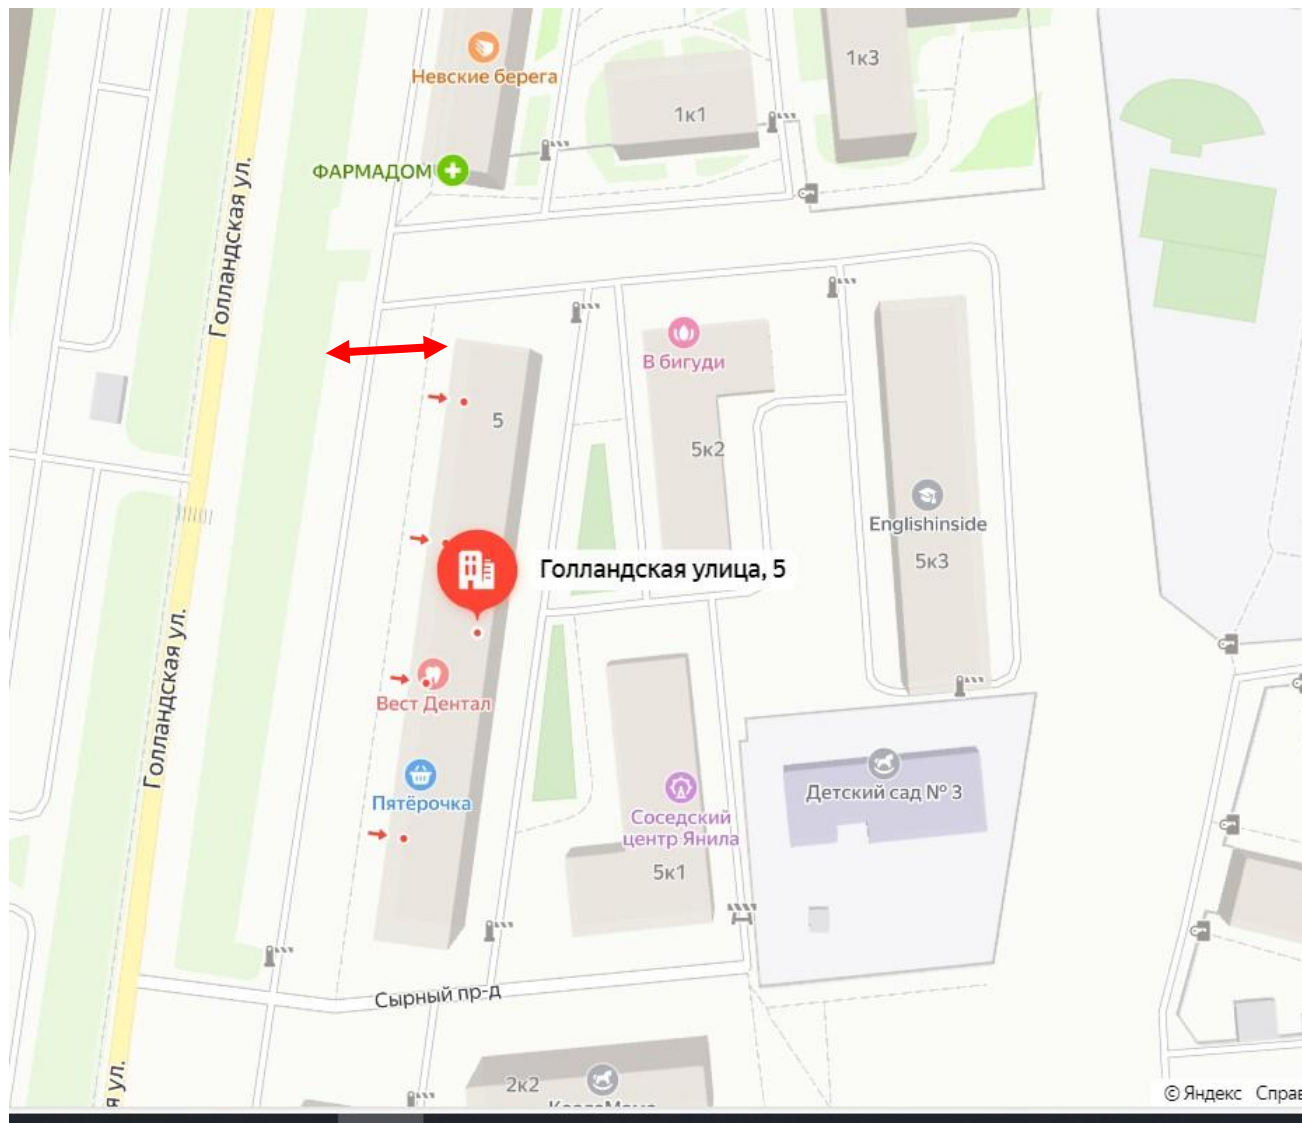 Невские берега
1к3
1к1
ФАРМАДОМ
Голландская ул.
В бигуди
5
5к2
Englishinside
5к3
Голландская улица, 5
Голландская ул.
Вест Дентал
Пятёрочка
Детский сад № 3
Соседский
центр Янила
5к1
Сырный пр-д
я ул.
2к2
© Яндекс Справ